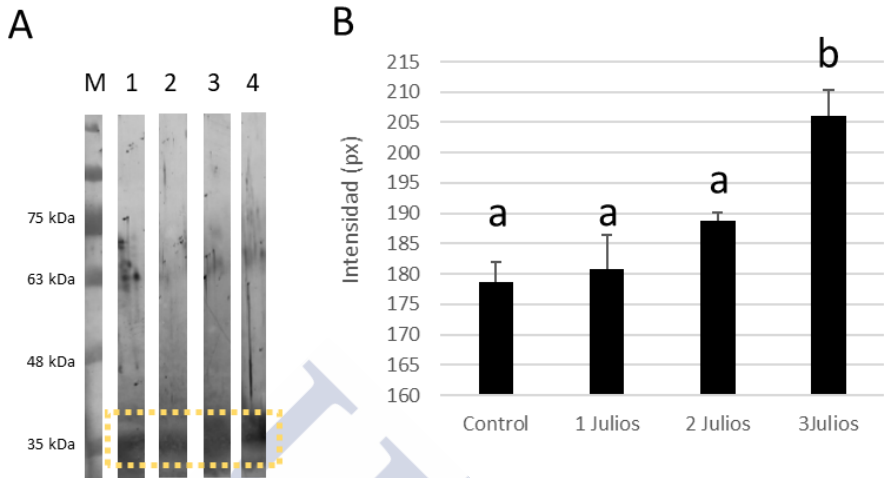 A
M 1 2 3 4
75 kDa
63 kDa
48 kDa
35 kDa
B
Intensidad (px)
215
210
205
200
195
190
185
180
175
170
165
160
a
a
a
b
Control
1 Julios
2 Julios
3Julios